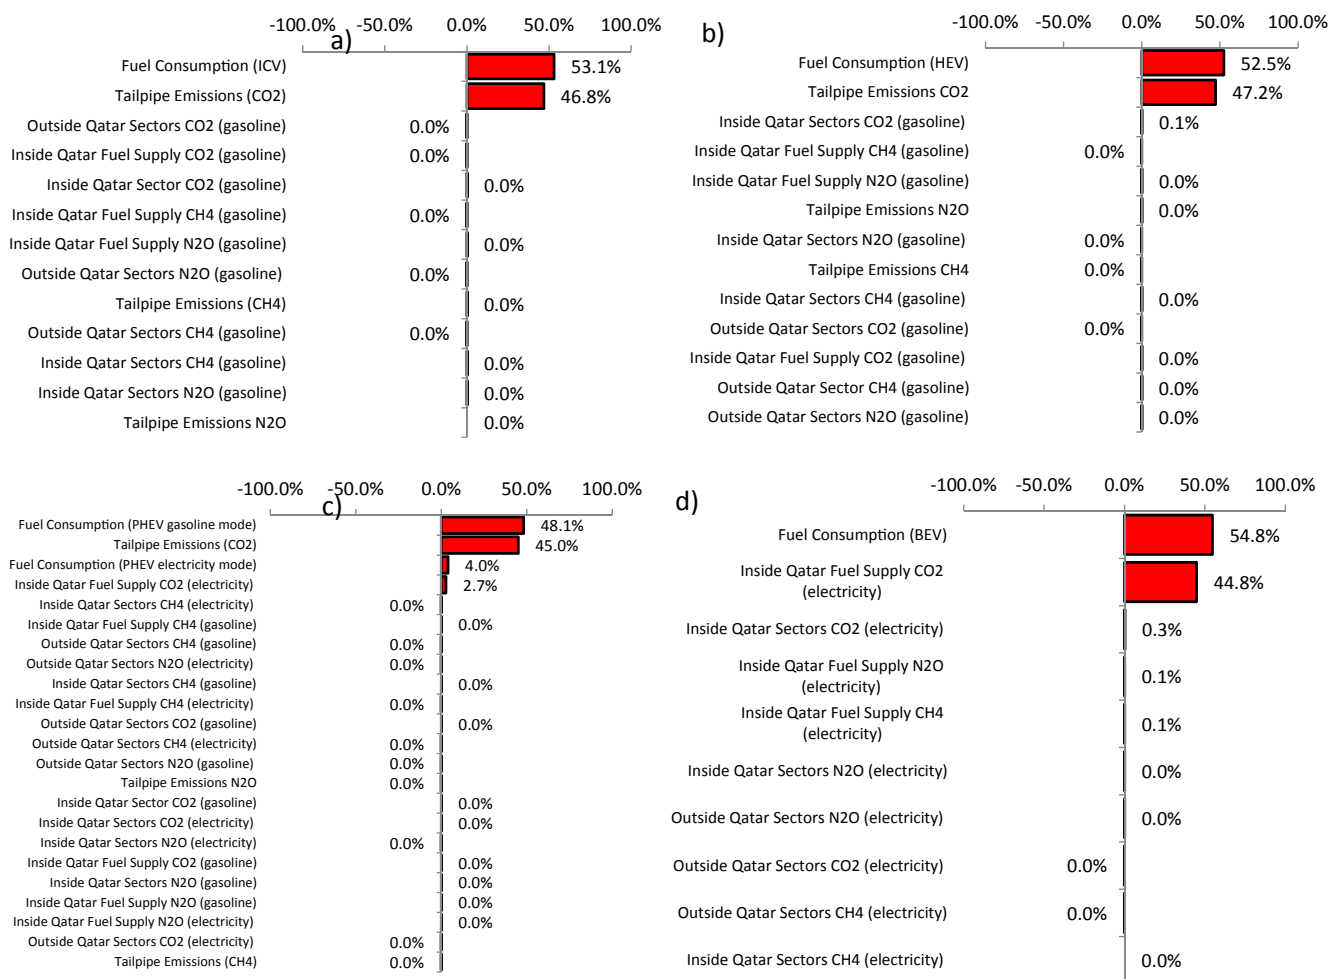 -100.0% -50.0% 0.0% 50.0% 100.0%
a)
Fuel Consumption (ICV) 53.1%
Tailpipe Emissions (CO2) 46.8%
Outside Qatar Sectors CO2 (gasoline) 0.0%
Inside Qatar Fuel Supply CO2 (gasoline) 0.0%
Inside Qatar Sector CO2 (gasoline) 0.0%
Inside Qatar Fuel Supply CH4 (gasoline) 0.0%
Inside Qatar Fuel Supply N2O (gasoline) 0.0%
Outside Qatar Sectors N2O (gasoline) 0.0%
Tailpipe Emissions (CH4) 0.0%
Outside Qatar Sectors CH4 (gasoline) 0.0%
Inside Qatar Sectors CH4 (gasoline) 0.0%
Inside Qatar Sectors N2O (gasoline) 0.0%
Tailpipe Emissions N2O 0.0%
-100.0% -50.0% 0.0% 50.0% 100.0%
b)
Fuel Consumption (HEV) 52.5%
Tailpipe Emissions CO2 47.2%
Inside Qatar Sectors CO2 (gasoline) 0.1%
Inside Qatar Fuel Supply CH4 (gasoline) 0.0%
Inside Qatar Fuel Supply N2O (gasoline) 0.0%
Tailpipe Emissions N2O 0.0%
Inside Qatar Sectors N2O (gasoline) 0.0%
Tailpipe Emissions CH4 0.0%
Inside Qatar Sectors CH4 (gasoline) 0.0%
Outside Qatar Sectors CO2 (gasoline) 0.0%
Inside Qatar Fuel Supply CO2 (gasoline) 0.0%
Outside Qatar Sector CH4 (gasoline) 0.0%
Outside Qatar Sectors N2O (gasoline) 0.0%
-100.0% -50.0% 0.0% 50.0% 100.0%
c)
Fuel Consumption (PHEV gasoline mode) 48.1%
Tailpipe Emissions (CO2) 45.0%
Fuel Consumption (PHEV electricity mode) 4.0%
Inside Qatar Fuel Supply CO2 (electricity) 2.7%
Inside Qatar Sectors CH4 (electricity) 0.0%
Inside Qatar Fuel Supply CH4 (gasoline) 0.0%
Outside Qatar Sectors CH4 (gasoline) 0.0%
Outside Qatar Sectors N2O (electricity) 0.0%
Inside Qatar Sectors CH4 (gasoline) 0.0%
Inside Qatar Fuel Supply CH4 (electricity) 0.0%
Outside Qatar Sectors CO2 (gasoline) 0.0%
Outside Qatar Sectors CH4 (electricity) 0.0%
Outside Qatar Sectors N2O (gasoline) 0.0%
Tailpipe Emissions N2O 0.0%
Inside Qatar Sector CO2 (gasoline) 0.0%
Inside Qatar Sectors CO2 (electricity) 0.0%
Inside Qatar Sectors N2O (electricity) 0.0%
Inside Qatar Fuel Supply CO2 (gasoline) 0.0%
Inside Qatar Sectors N2O (gasoline) 0.0%
Inside Qatar Fuel Supply N2O (gasoline) 0.0%
Inside Qatar Fuel Supply N2O (electricity) 0.0%
Outside Qatar Sectors CO2 (electricity) 0.0%
Tailpipe Emissions (CH4) 0.0%
-100.0% -50.0% 0.0% 50.0% 100.0%
d)
Fuel Consumption (BEV) 54.8%
Inside Qatar Fuel Supply CO2
(electricity) 44.8%
Inside Qatar Sectors CO2 (electricity) 0.3%
Inside Qatar Fuel Supply N2O
(electricity) 0.1%
Inside Qatar Fuel Supply CH4
(electricity) 0.1%
Inside Qatar Sectors N2O (electricity) 0.0%
Outside Qatar Sectors N2O (electricity) 0.0%
Outside Qatar Sectors CO2 (electricity) 0.0%
Outside Qatar Sectors CH4 (electricity) 0.0%
Inside Qatar Sectors CH4 (electricity) 0.0%